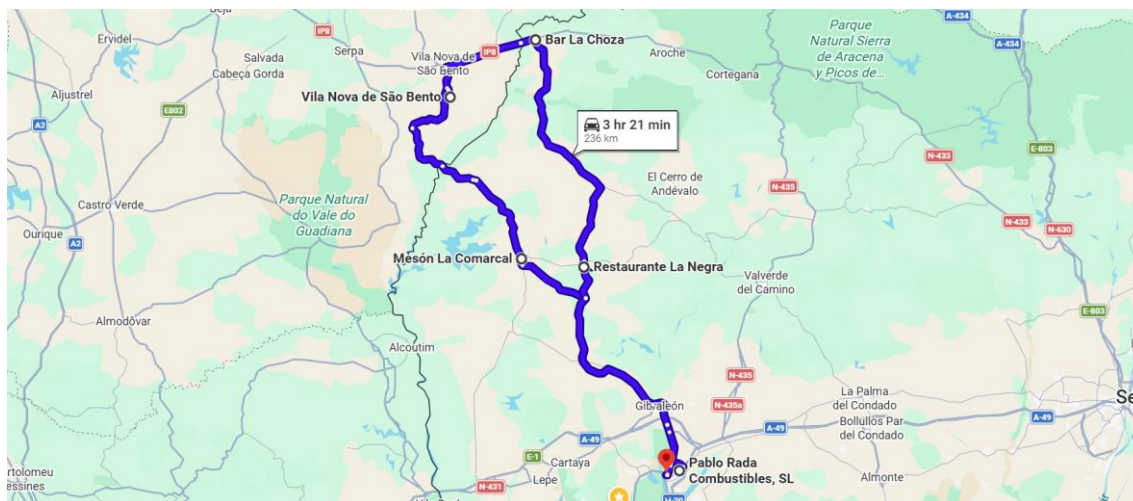 A-434
Parque
Natural Sierra
de Aracena
y Picos de...
A-434
Ervidel
Beja
IP8
Salvada
Cabeça Gorda
Serpa
Vila Nova de
São Bento
IP8
Bar La Choza
Aroche
Cortegana
Aljustrel
E802
A2
Vila Nova de São Bento
3 hr 21 min
236 km
E-803
N-433
N-435
El Cerro de
Andévalo
Castro Verde
Ourique
A2
Parque Natural
do Vale do
Guadiana
N-433
N-630
Mesón La Comarcal
Restaurante La Negra
Valverde
del Camino
Almodôvar
E-803
Alcoutim
N-435
La Palma
del Condado
Se
Gibraleón
N-435a
A-49
Bollullos Par
del Condado
A-49
E-1
Cartaya
Lepe
Pablo Rada
Combustibles, SL
Almonte
A-49
N-431